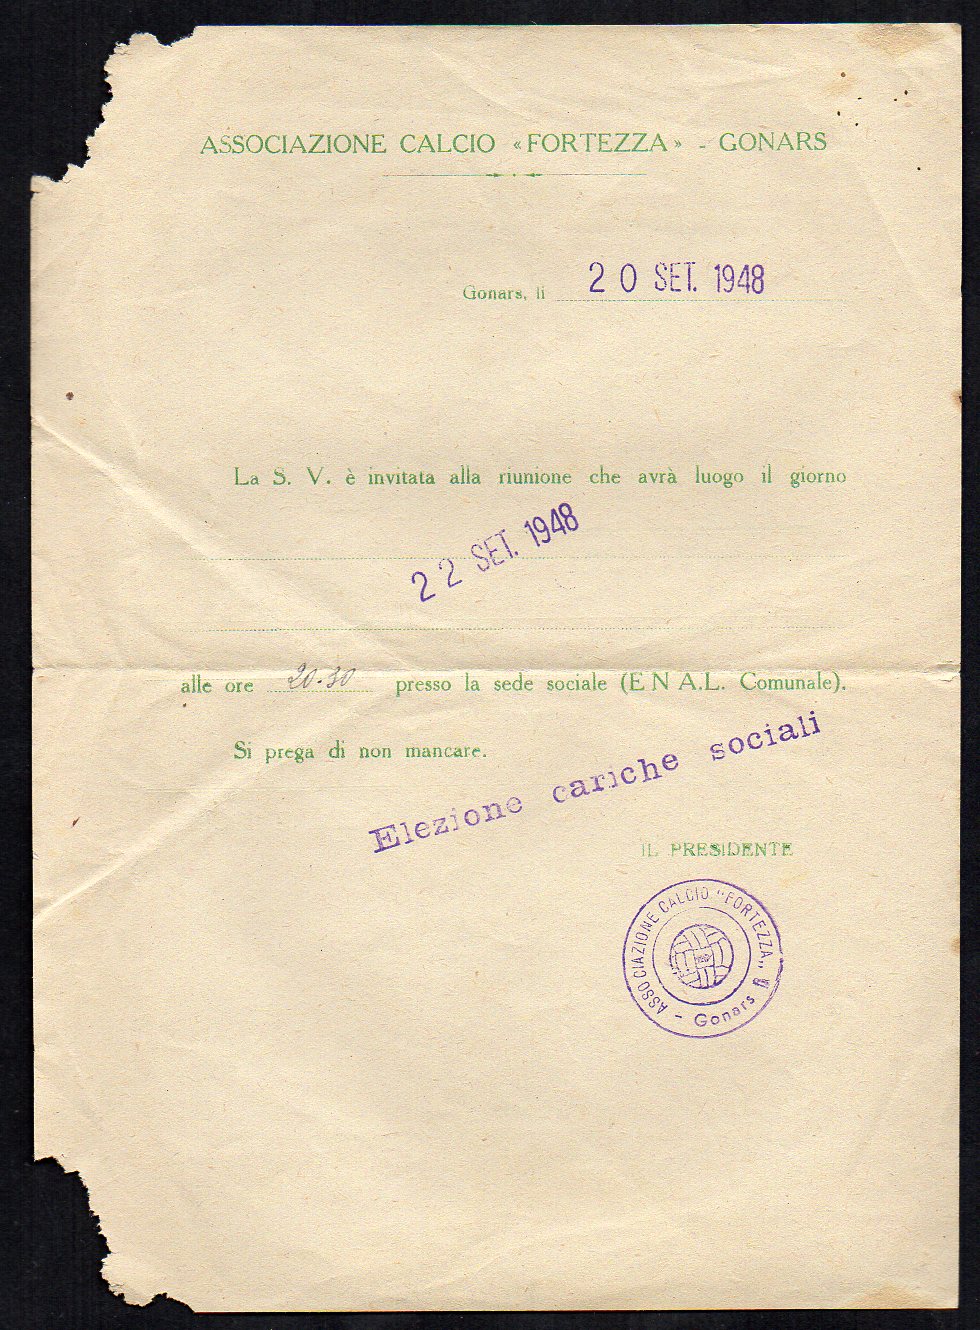 ASSOCIAZIONE CALCIO «FORTEZZA» - GONARS
Gonars, li 20 SET. 1948
La S. V. è invitata alla riunione che avrà luogo il giorno
22 SET. 1948
alle ore 20.30 presso la sede sociale (E N A.L. Comunale).
Si prega di non mancare.
Elezione cariche sociali
IL PRESIDENTE
ASSOCIAZIONE CALCIO "FORTEZZA"
- Gonars